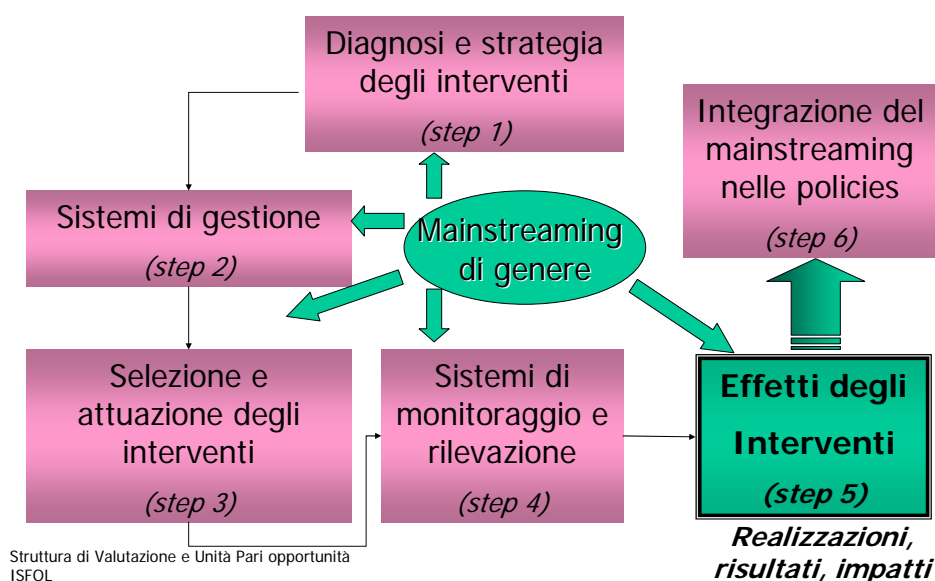 Diagnosi e strategia
degli interventi
(step 1)
Integrazione del
mainstreaming
nelle policies
(step 6)
Sistemi di gestione
(step 2)
Mainstreaming
di genere
Selezione e
attuazione degli
interventi
(step 3)
Sistemi di
monitoraggio e
rilevazione
(step 4)
Effetti degli
Interventi
(step 5)
Realizzazioni,
risultati, impatti
Struttura di Valutazione e Unità Pari opportunità
ISFOL